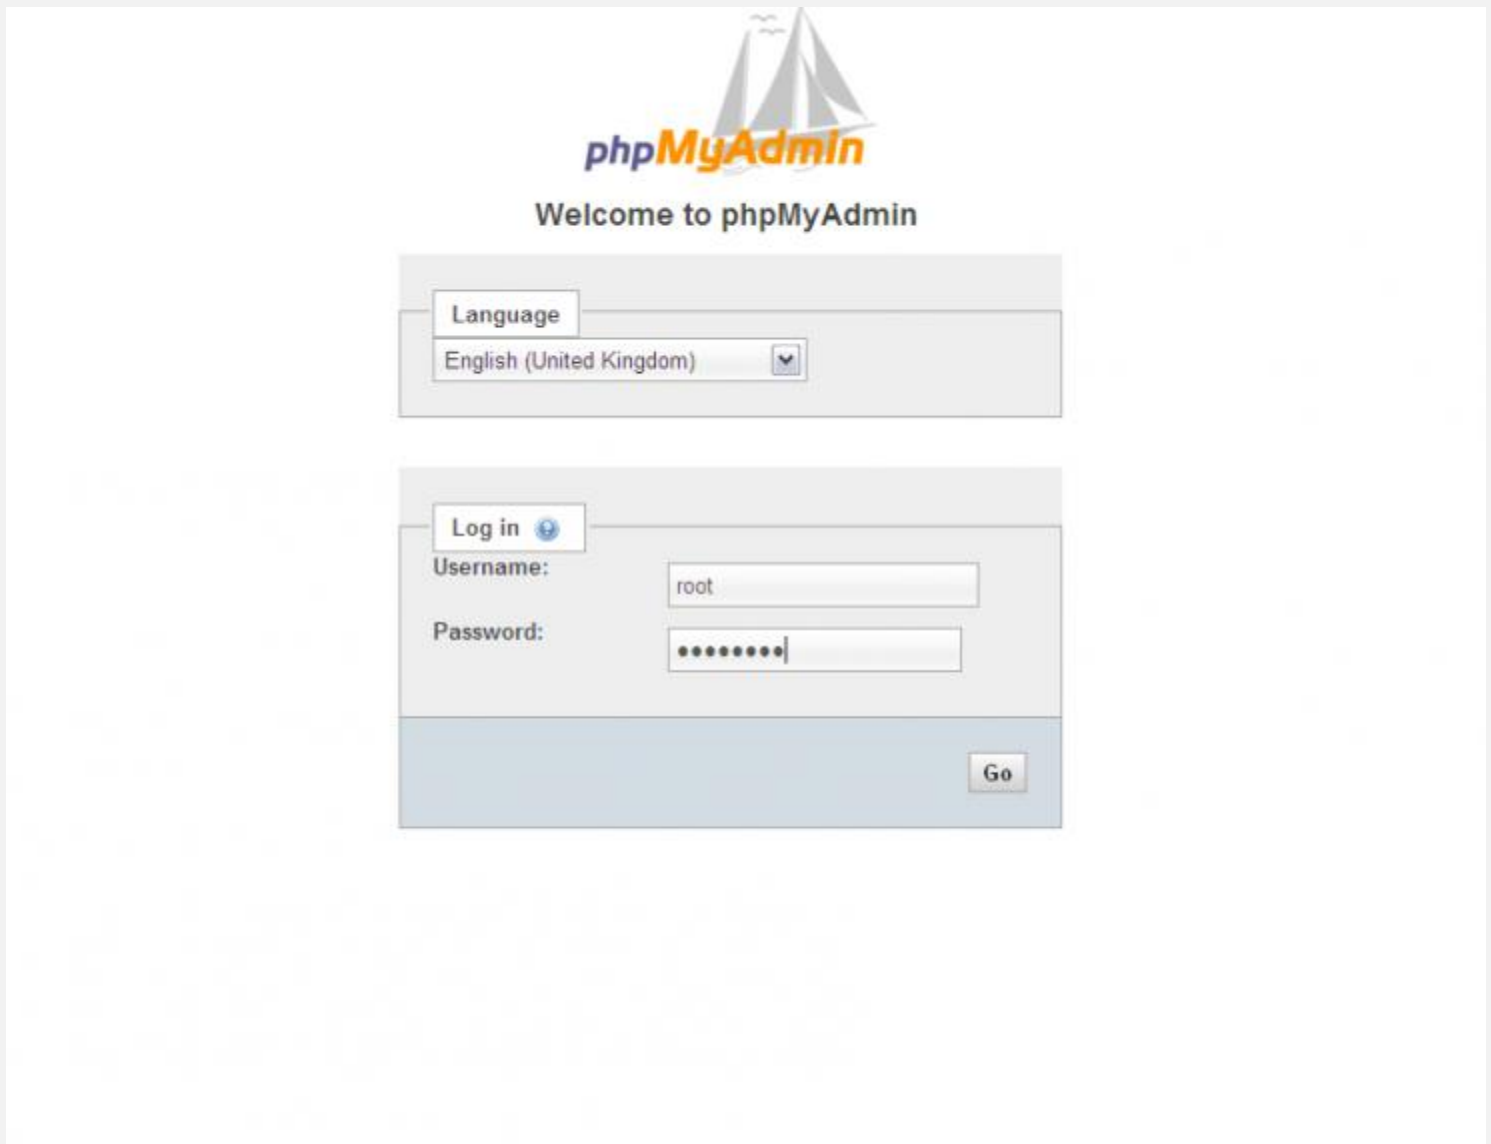 phpMyAdmin
Welcome to phpMyAdmin
Language
English (United Kingdom)
Log in
Username:
root
Password:
••••••••
Go